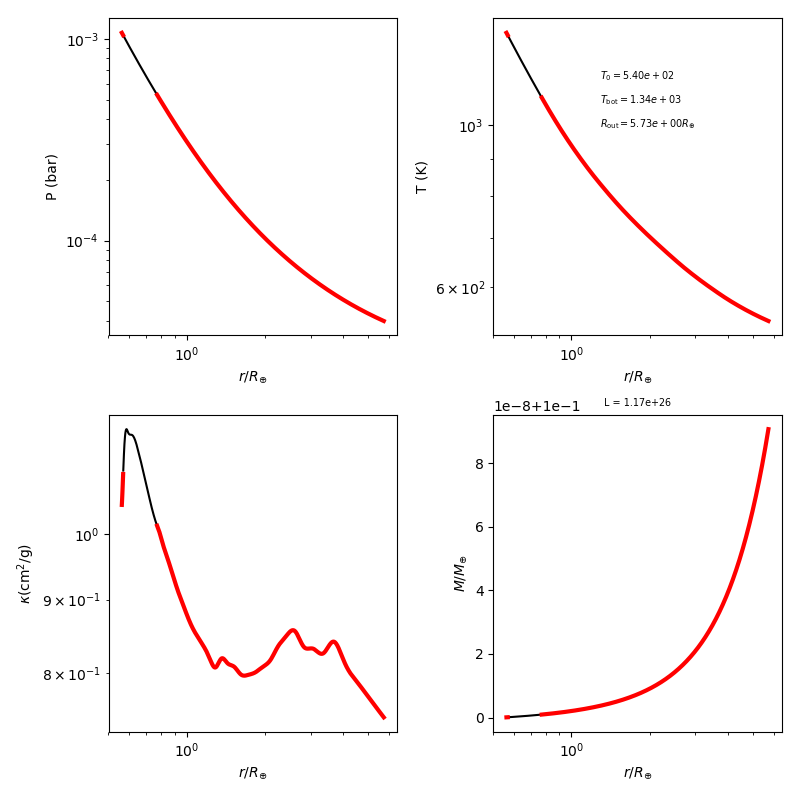 10⁻³
10⁻⁴
P (bar)
10⁰
r/R⊕
T₀ = 5.40e + 02
T_bot = 1.34e + 03
R_out = 5.73e + 00R⊕
10³
6 × 10²
T (K)
10⁰
r/R⊕
10⁰
9 × 10⁻¹
8 × 10⁻¹
κ(cm²/g)
10⁰
r/R⊕
1e-8+1e-1
L = 1.17e+26
8
6
4
2
0
M/M⊕
10⁰
r/R⊕